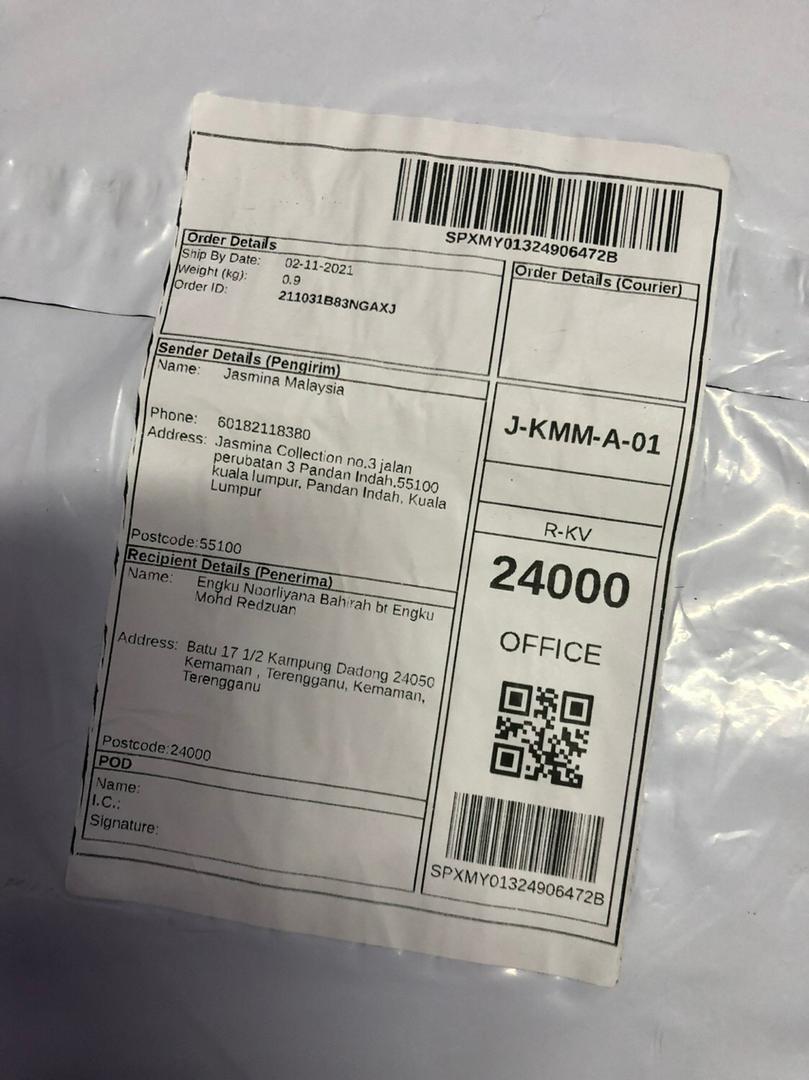 SPXMY01324906472B
Order Details
Ship By Date: 02-11-2021
Weight (kg): 0.9
Order ID: 211031B83NGAXJ
Order Details (Courier)
Sender Details (Pengirim)
Name: Jasmina Malaysia
Phone: 60182118380
Address: Jasmina Collection no.3 jalan
perubatan 3 Pandan Indah.55100
kuala lumpur, Pandan Indah, Kuala
Lumpur
Postcode:55100
J-KMM-A-01
R-KV
24000
OFFICE
Recipient Details (Penerima)
Name: Engku Noorliyana Bahirah bt Engku
Mohd Redzuan
Address: Batu 17 1/2 Kampung Dadong 24050
Kemaman , Terengganu, Kemaman,
Terengganu
Postcode:24000
POD
Name:
I.C.:
Signature:
SPXMY01324906472B